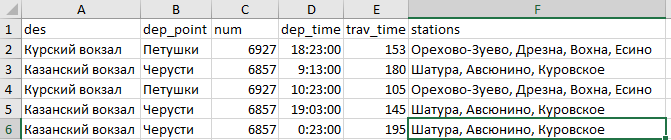 A B C D E F
1 des dep_point num dep_time trav_time stations
2 Курский вокзал Петушки 6927 18:23:00 153 Орехово-Зуево, Дрезна, Вохна, Есино
3 Казанский вокзал Черусти 6857 9:13:00 180 Шатура, Авсюнино, Куровское
4 Курский вокзал Петушки 6927 10:23:00 105 Орехово-Зуево, Дрезна, Вохна, Есино
5 Казанский вокзал Черусти 6857 19:03:00 145 Шатура, Авсюнино, Куровское
6 Казанский вокзал Черусти 6857 0:23:00 195 Шатура, Авсюнино, Куровское